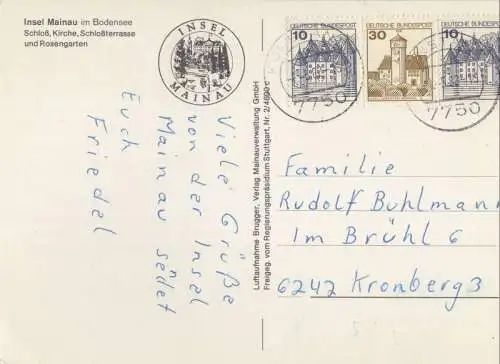 Insel Mainau im Bodensee
Schloß, Kirche, Schloßterrasse
und Rosengarten
INSEL
MAINAU
Viele Grüße
von der Insel
Mainau sendet
Euch
Friedel
Luftaufnahme Brugger, Verlag Mainauverwaltung GmbH
Freigeg. vom Regierungspräsidium Stuttgart, Nr. 2/4690 c
10 DEUTSCHE BUNDESPOST
30 DEUTSCHE BUNDESPOST
10 DEUTSCHE BUNDESPOST
7750
7750
Familie
Rudolf Buhlmann
Im Brühl 6
6242 Kronberg 3